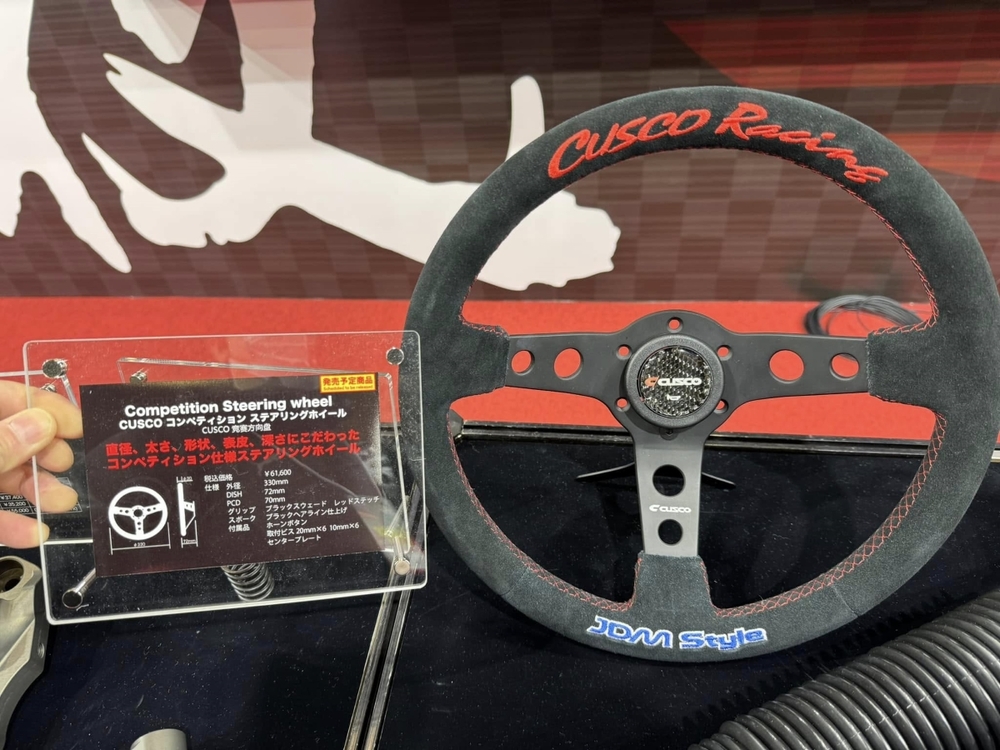 CUSCO Racing
CUSCO
CUSCO
JDM Style
発売予定商品
Scheduled to be released
Competition Steering wheel
CUSCO コンペティション ステアリングホイール
CUSCO 竞赛方向盘
直径、太さ、形状、表皮、深さにこだわった
コンペティション仕様ステアリングホイール
税込価格 ¥61,600
仕様 外径 330mm
DISH 72mm
PCD 70mm
グリップ ブラックスウェード レッドステッチ
スポーク ブラックヘアライン仕上げ
付属品 ホーンボタン
取付ビス 20mm×6 10mm×6
センタープレート